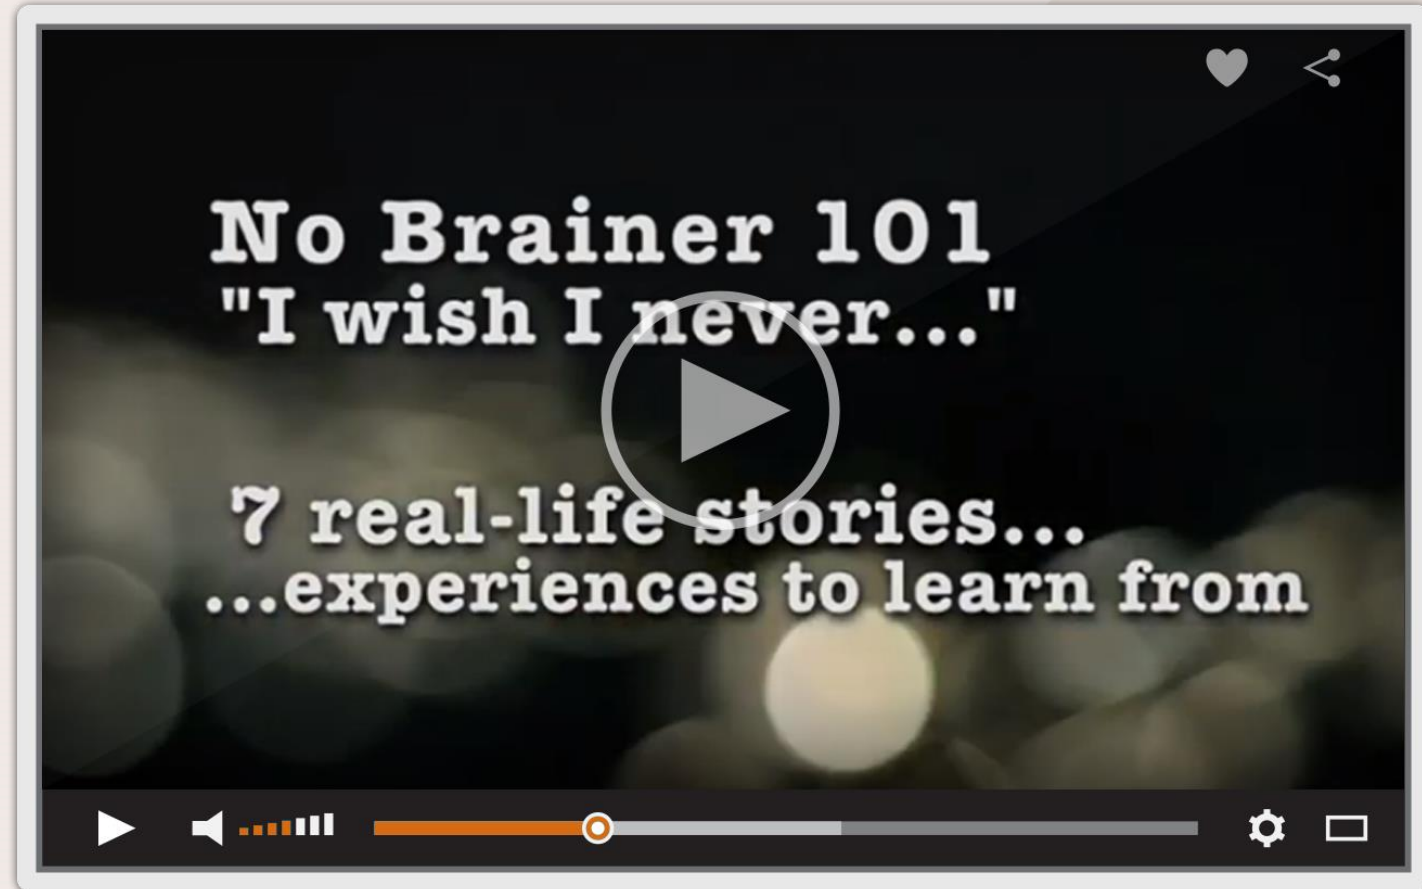 No Brainer 101
"I wish I never..."
7 real-life stories...
...experiences to learn from